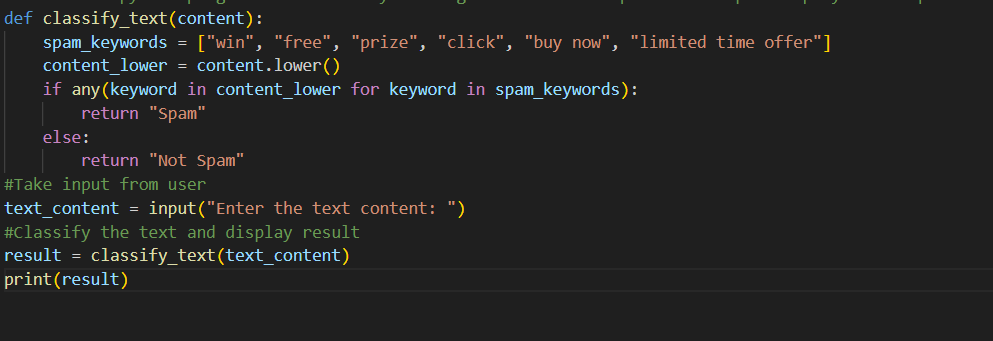 def classify_text(content):
    spam_keywords = ["win", "free", "prize", "click", "buy now", "limited time offer"]
    content_lower = content.lower()
    if any(keyword in content_lower for keyword in spam_keywords):
        return "Spam"
    else:
        return "Not Spam"
#Take input from user
text_content = input("Enter the text content: ")
#Classify the text and display result
result = classify_text(text_content)
print(result)